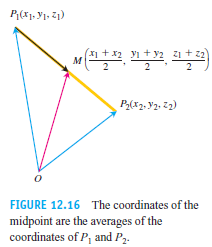 P₁(x₁, y₁, z₁)
M((x₁ + x₂)/2, (y₁ + y₂)/2, (z₁ + z₂)/2)
P₂(x₂, y₂, z₂)
O
FIGURE 12.16 The coordinates of the
midpoint are the averages of the
coordinates of P₁ and P₂.